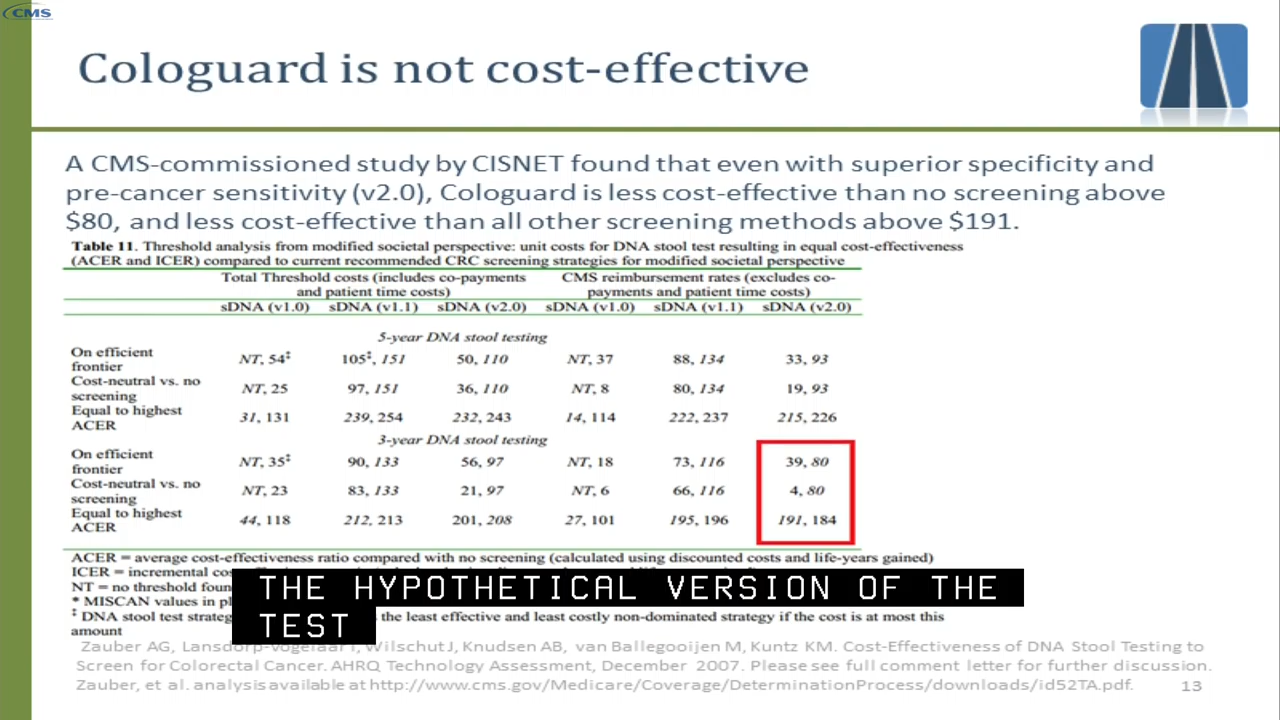 CMS
Cologuard is not cost-effective
A CMS-commissioned study by CISNET found that even with superior specificity and
pre-cancer sensitivity (v2.0), Cologuard is less cost-effective than no screening above
$80, and less cost-effective than all other screening methods above $191.
Table 11. Threshold analysis from modified societal perspective: unit costs for DNA stool test resulting in equal cost-effectiveness
(ACER and ICER) compared to current recommended CRC screening strategies for modified societal perspective
Total Threshold costs (includes co-payments CMS reimbursement rates (excludes co-
and patient time costs) payments and patient time costs)
sDNA (v1.0) sDNA (v1.1) sDNA (v2.0) sDNA (v1.0) sDNA (v1.1) sDNA (v2.0)
5-year DNA stool testing
On efficient
frontier NT, 54‡ 105‡, 151 50, 110 NT, 37 88, 134 33, 93
Cost-neutral vs. no
screening NT, 25 97, 151 36, 110 NT, 8 80, 134 19, 93
Equal to highest
ACER 31, 131 239, 254 232, 243 14, 114 222, 237 215, 226
3-year DNA stool testing
On efficient
frontier NT, 35‡ 90, 133 56, 97 NT, 18 73, 116 39, 80
Cost-neutral vs. no
screening NT, 23 83, 133 21, 97 NT, 6 66, 116 4, 80
Equal to highest
ACER 44, 118 212, 213 201, 208 27, 101 195, 196 191, 184
ACER = average cost-effectiveness ratio compared with no screening (calculated using discounted costs and life-years gained)
ICER = incremental
NT = no threshold
* MISCAN values in
‡ DNA stool test the least effective and least costly non-dominated strategy if the cost is at most this
amount
THE HYPOTHETICAL VERSION OF THE
TEST
Zauber AG, Lansdorp-Vogelaar I, Wilschut J, Knudsen AB, van Ballegooijen M, Kuntz KM. Cost-Effectiveness of DNA Stool Testing to
Screen for Colorectal Cancer. AHRQ Technology Assessment, December 2007. Please see full comment letter for further discussion.
Zauber, et al. analysis available at http://www.cms.gov/Medicare/Coverage/DeterminationProcess/downloads/id52TA.pdf.
13